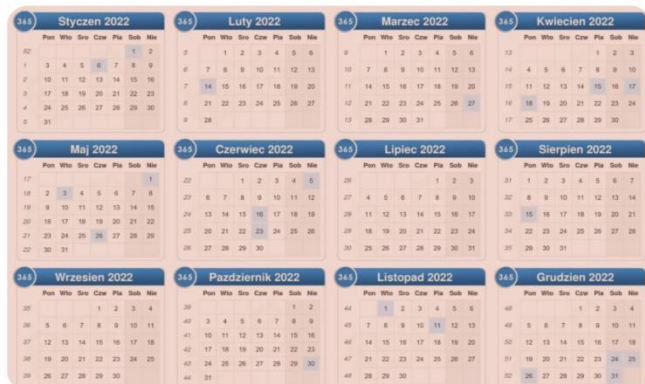 365 Styczen 2022
Pon Wto Sro Czw Pia Sob Nie
52 1 2
1 3 4 5 6 7 8 9
2 10 11 12 13 14 15 16
3 17 18 19 20 21 22 23
4 24 25 26 27 28 29 30
5 31
365 Luty 2022
Pon Wto Sro Czw Pia Sob Nie
5 1 2 3 4 5 6
6 7 8 9 10 11 12 13
7 14 15 16 17 18 19 20
8 21 22 23 24 25 26 27
9 28
365 Marzec 2022
Pon Wto Sro Czw Pia Sob Nie
9 1 2 3 4 5 6
10 7 8 9 10 11 12 13
11 14 15 16 17 18 19 20
12 21 22 23 24 25 26 27
13 28 29 30 31
365 Kwiecien 2022
Pon Wto Sro Czw Pia Sob Nie
13 1 2 3
14 4 5 6 7 8 9 10
15 11 12 13 14 15 16 17
16 18 19 20 21 22 23 24
17 25 26 27 28 29 30
365 Maj 2022
Pon Wto Sro Czw Pia Sob Nie
17 1
18 2 3 4 5 6 7 8
19 9 10 11 12 13 14 15
20 16 17 18 19 20 21 22
21 23 24 25 26 27 28 29
22 30 31
365 Czerwiec 2022
Pon Wto Sro Czw Pia Sob Nie
22 1 2 3 4 5
23 6 7 8 9 10 11 12
24 13 14 15 16 17 18 19
25 20 21 22 23 24 25 26
26 27 28 29 30
365 Lipiec 2022
Pon Wto Sro Czw Pia Sob Nie
26 1 2 3
27 4 5 6 7 8 9 10
28 11 12 13 14 15 16 17
29 18 19 20 21 22 23 24
30 25 26 27 28 29 30 31
365 Sierpien 2022
Pon Wto Sro Czw Pia Sob Nie
31 1 2 3 4 5 6 7
32 8 9 10 11 12 13 14
33 15 16 17 18 19 20 21
34 22 23 24 25 26 27 28
35 29 30 31
365 Wrzesien 2022
Pon Wto Sro Czw Pia Sob Nie
35 1 2 3 4
36 5 6 7 8 9 10 11
37 12 13 14 15 16 17 18
38 19 20 21 22 23 24 25
39 26 27 28 29 30
365 Pazdziernik 2022
Pon Wto Sro Czw Pia Sob Nie
39 1 2
40 3 4 5 6 7 8 9
41 10 11 12 13 14 15 16
42 17 18 19 20 21 22 23
43 24 25 26 27 28 29 30
44 31
365 Listopad 2022
Pon Wto Sro Czw Pia Sob Nie
44 1 2 3 4 5 6
45 7 8 9 10 11 12 13
46 14 15 16 17 18 19 20
47 21 22 23 24 25 26 27
48 28 29 30
365 Grudzien 2022
Pon Wto Sro Czw Pia Sob Nie
48 1 2 3 4
49 5 6 7 8 9 10 11
50 12 13 14 15 16 17 18
51 19 20 21 22 23 24 25
52 26 27 28 29 30 31